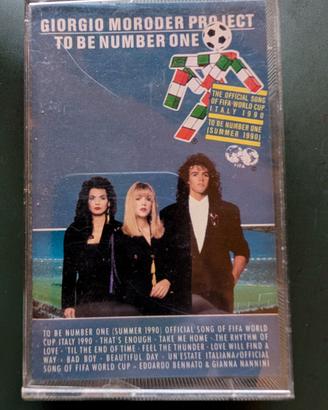 GIORGIO MORODER PROJECT
TO BE NUMBER ONE
THE OFFICIAL SONG
OF FIFA WORLD CUP
ITALY 1990
TO BE NUMBER ONE
(SUMMER 1990)
FIFA
TO BE NUMBER ONE (SUMMER 1990) OFFICIAL SONG OF FIFA WORLD
CUP ITALY 1990 - THAT'S ENOUGH - TAKE ME HOME - THE RHYTHM OF
LOVE - 'TIL THE END OF TIME - FEEL THE THUNDER - LOVE WILL FIND A
WAY - BAD BOY - BEAUTIFUL DAY - UN ESTATE ITALIANA/OFFICIAL
SONG OF FIFA WORLD CUP - EDOARDO BENNATO & GIANNA NANNINI